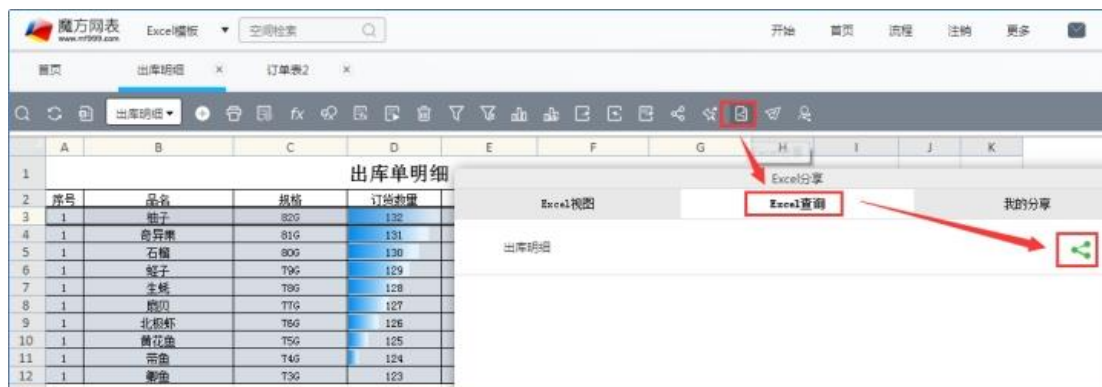 魔方网表 Excel模板 空间检索 开始 首页 流程 注销 更多
www.mf999.com
首页 出库明细 × 订单表2 ×
出库明细 fx
A B C D E F G H I J K
1 出库单明细
Excel分享
2 序号 品名 规格 订货数量
Excel视图 Excel查询 我的分享
3 1 柚子 82G 132
4 1 奇异果 81G 131
出库明细
5 1 石榴 80G 130
6 1 蛏子 79G 129
7 1 生蚝 78G 128
8 1 扇贝 77G 127
9 1 北极虾 76G 126
10 1 黄花鱼 75G 125
11 1 带鱼 74G 124
12 1 鲫鱼 73G 123